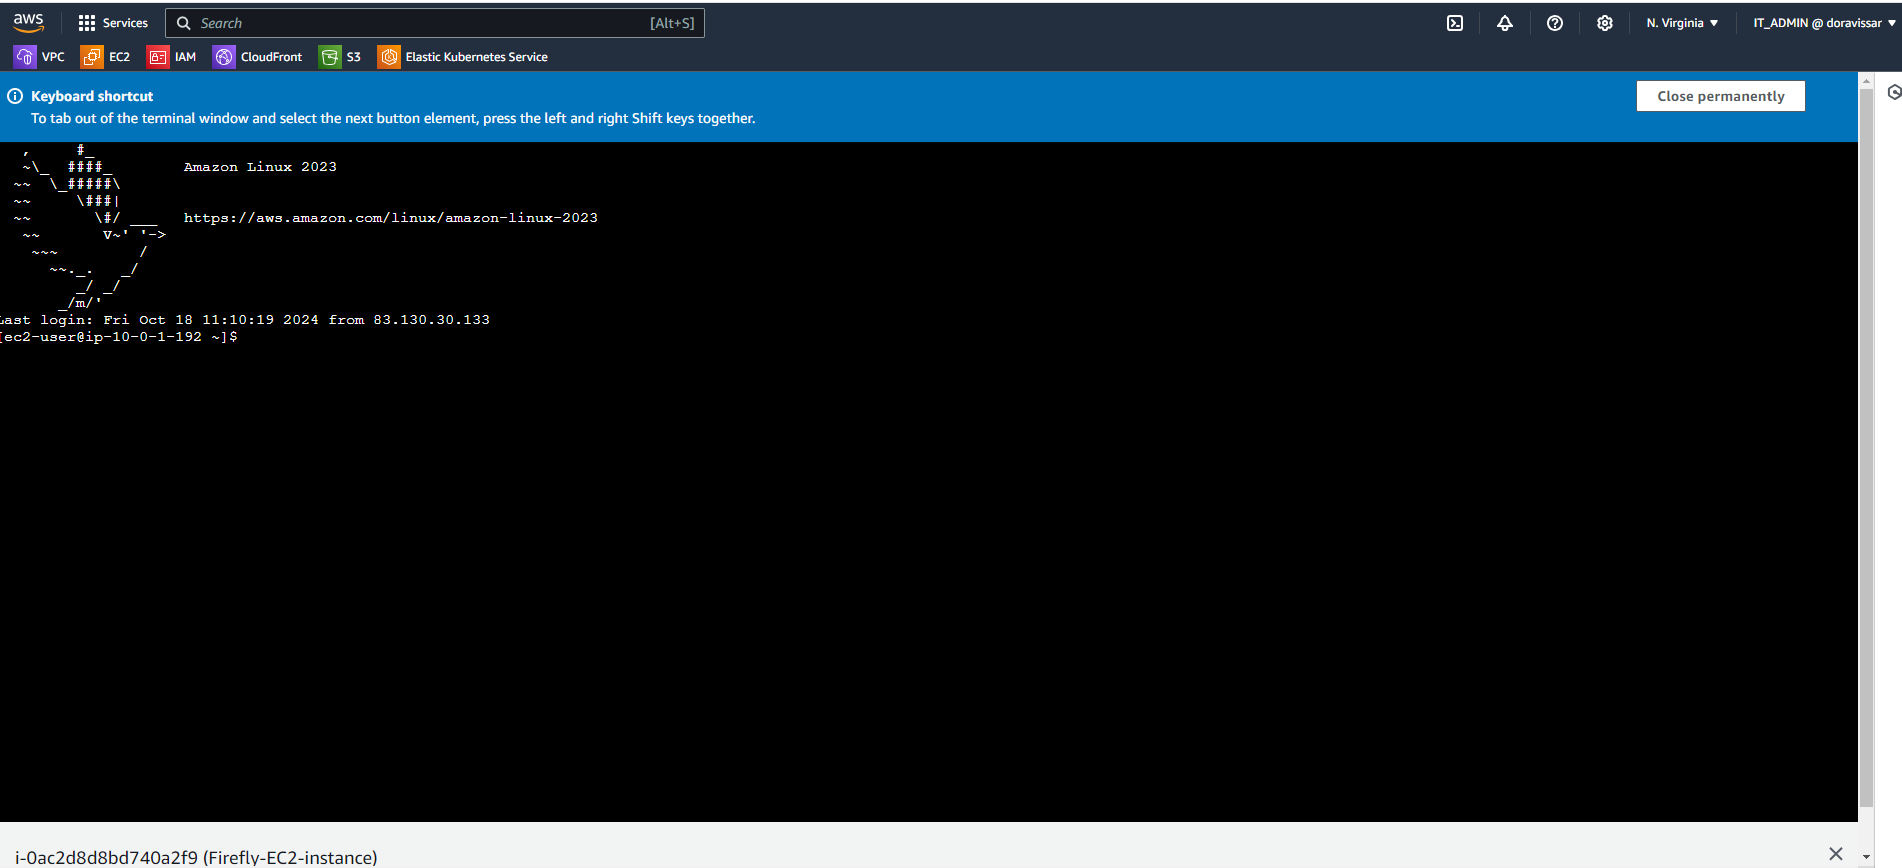 aws Services Search [Alt+S] N. Virginia IT_ADMIN @ doravissar
VPC EC2 IAM CloudFront S3 Elastic Kubernetes Service
Keyboard shortcut
Close permanently
To tab out of the terminal window and select the next button element, press the left and right Shift keys together.
   ,     #_
   ~\_  ####_        Amazon Linux 2023
  ~~  \_#####\
  ~~     \###|
  ~~       \#/ ___   https://aws.amazon.com/linux/amazon-linux-2023
   ~~       V~' '->
    ~~~         /
      ~~._.   _/
         _/ _/
       _/m/'
Last login: Fri Oct 18 11:10:19 2024 from 83.130.30.133
[ec2-user@ip-10-0-1-192 ~]$
i-0ac2d8d8bd740a2f9 (Firefly-EC2-instance)